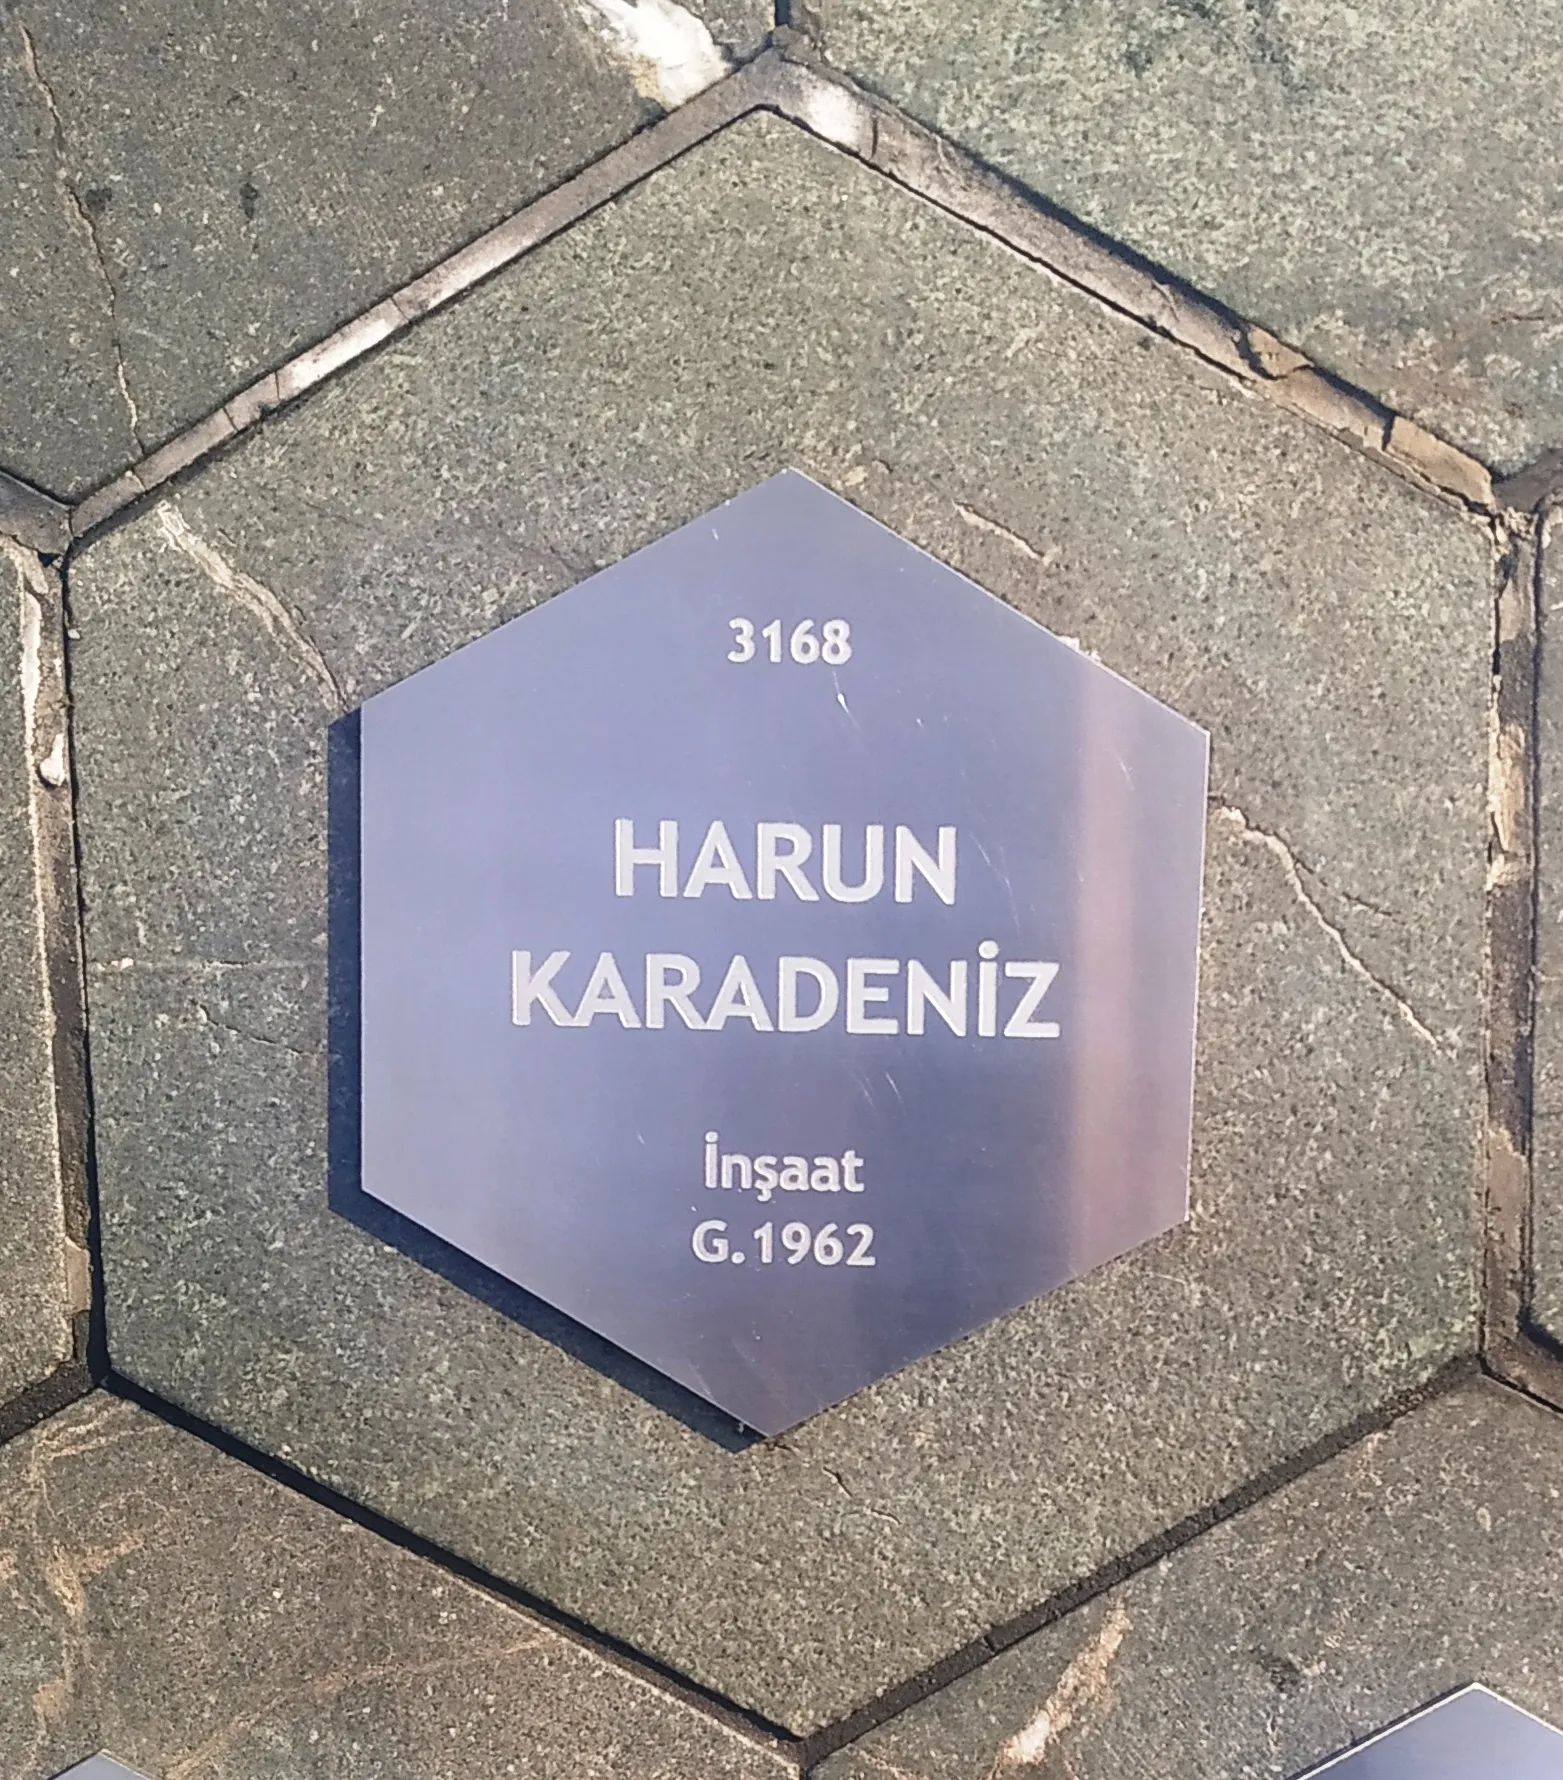 3168
HARUN
KARADENİZ
İnşaat
G.1962